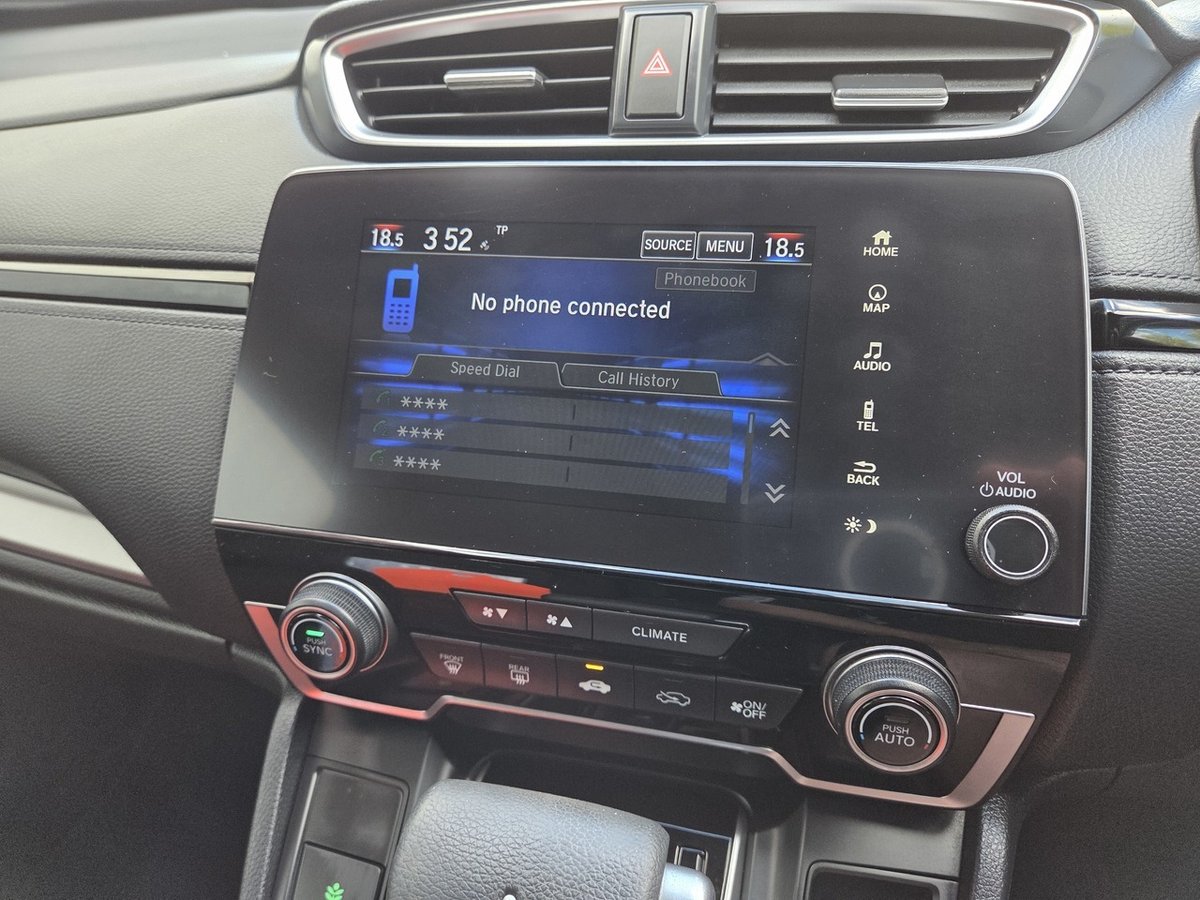 18.5 3 52 TP SOURCE MENU 18.5
Phonebook
No phone connected
Speed Dial Call History
****
****
****
HOME
MAP
AUDIO
TEL
BACK
VOL
AUDIO
PUSH
SYNC
CLIMATE
FRONT
REAR
ON/
OFF
PUSH
AUTO